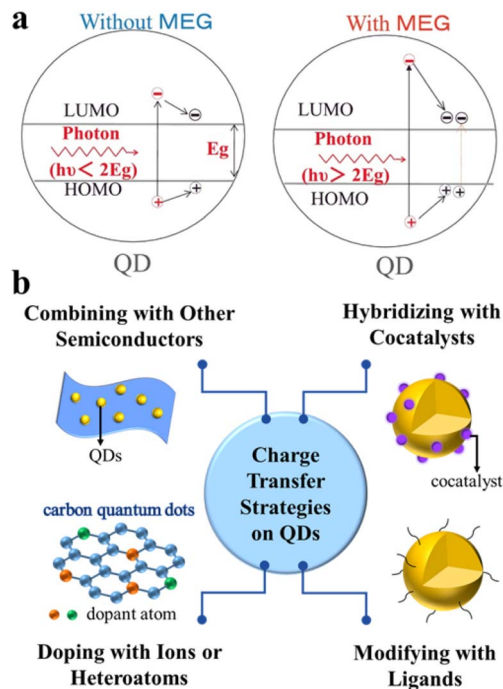 a
Without MEG
With MEG
LUMO
Photon
(hυ< 2Eg)
Eg
HOMO
QD
LUMO
Photon
(hυ> 2Eg)
HOMO
QD
b
Combining with Other
Semiconductors
QDs
Hybridizing with
Cocatalysts
cocatalyst
Charge
Transfer
Strategies
on QDs
carbon quantum dots
dopant atom
Doping with Ions or
Heteroatoms
Modifying with
Ligands